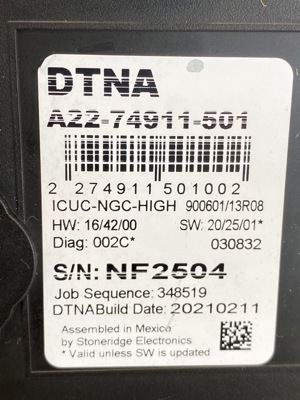 DTNA
A22-74911-501
2 274911501002
ICUC-NGC-HIGH 900601/13R08
HW: 16/42/00 SW: 20/25/01*
Diag: 002C* 030832
S/N: NF2504
Job Sequence: 348519
DTNABuild Date: 20210211
Assembled in Mexico
by Stoneridge Electronics
* Valid unless SW is updated